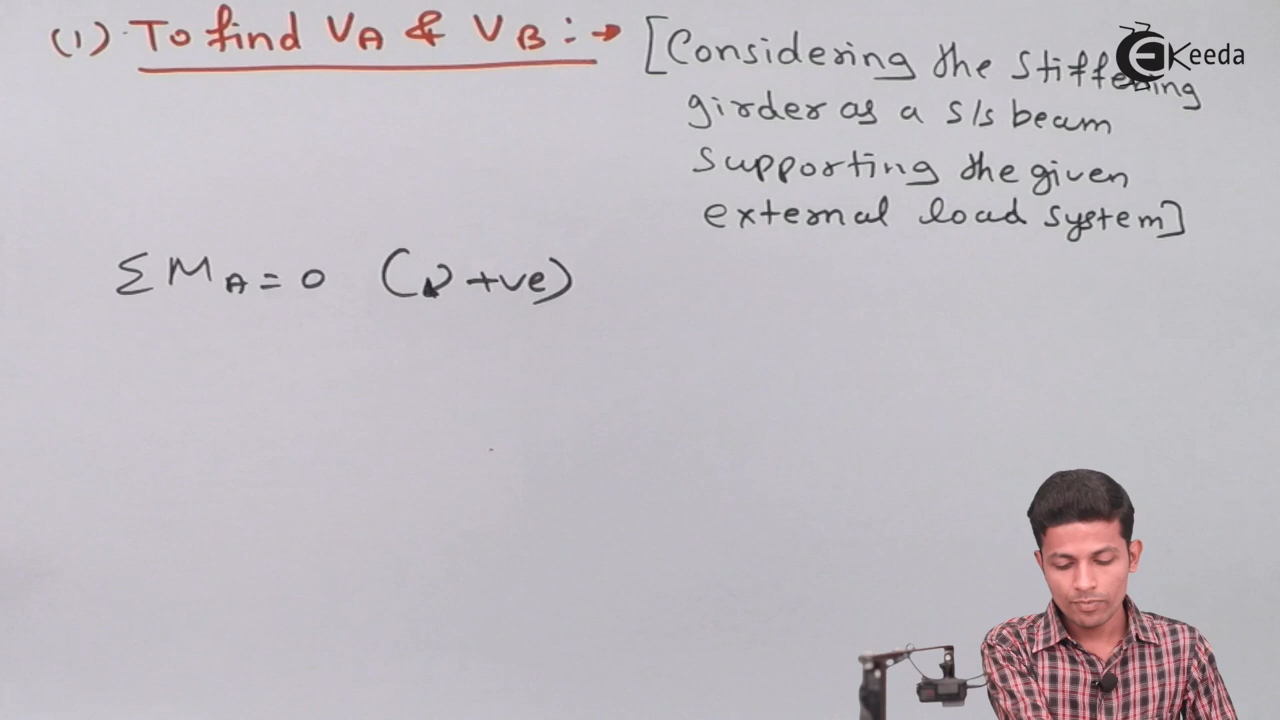 (1) To find VA & VB :→ [Considering the stiffening
girder as a S/s beam
supporting the given
external load system]
ΣMA = 0 (↻ +ve)
EKeeda